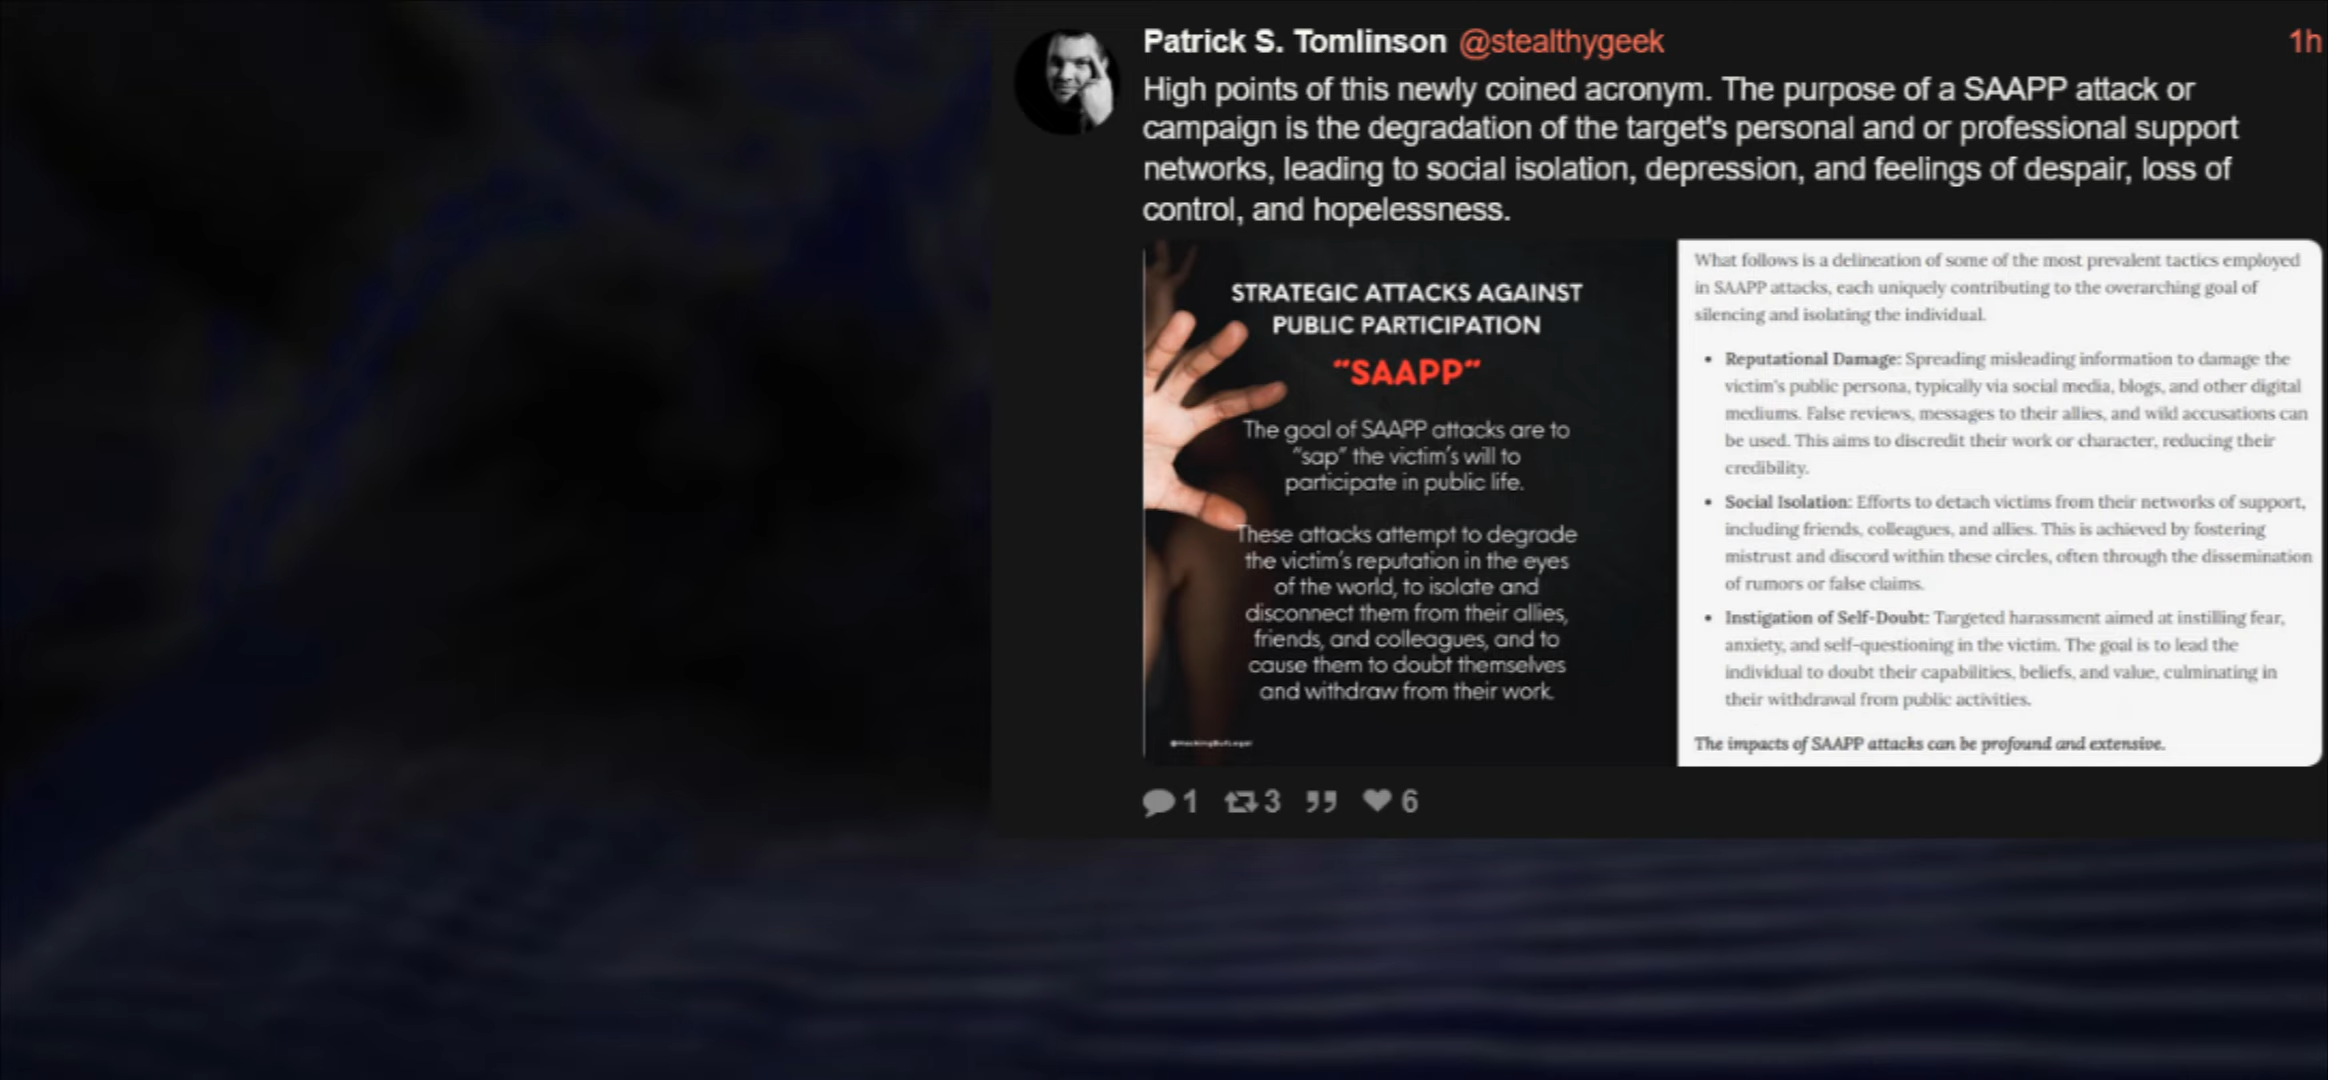 Patrick S. Tomlinson @stealthygeek 1h
High points of this newly coined acronym. The purpose of a SAAPP attack or
campaign is the degradation of the target's personal and or professional support
networks, leading to social isolation, depression, and feelings of despair, loss of
control, and hopelessness.
STRATEGIC ATTACKS AGAINST
PUBLIC PARTICIPATION
"SAAPP"
The goal of SAAPP attacks are to
"sap" the victim's will to
participate in public life.
These attacks attempt to degrade
the victim's reputation in the eyes
of the world, to isolate and
disconnect them from their allies,
friends, and colleagues, and to
cause them to doubt themselves
and withdraw from their work.
@HackingButLegal
What follows is a delineation of some of the most prevalent tactics employed
in SAAPP attacks, each uniquely contributing to the overarching goal of
silencing and isolating the individual.
• Reputational Damage: Spreading misleading information to damage the
victim's public persona, typically via social media, blogs, and other digital
mediums. False reviews, messages to their allies, and wild accusations can
be used. This aims to discredit their work or character, reducing their
credibility.
• Social Isolation: Efforts to detach victims from their networks of support,
including friends, colleagues, and allies. This is achieved by fostering
mistrust and discord within these circles, often through the dissemination
of rumors or false claims.
• Instigation of Self-Doubt: Targeted harassment aimed at instilling fear,
anxiety, and self-questioning in the victim. The goal is to lead the
individual to doubt their capabilities, beliefs, and value, culminating in
their withdrawal from public activities.
The impacts of SAAPP attacks can be profound and extensive.
1 3 6